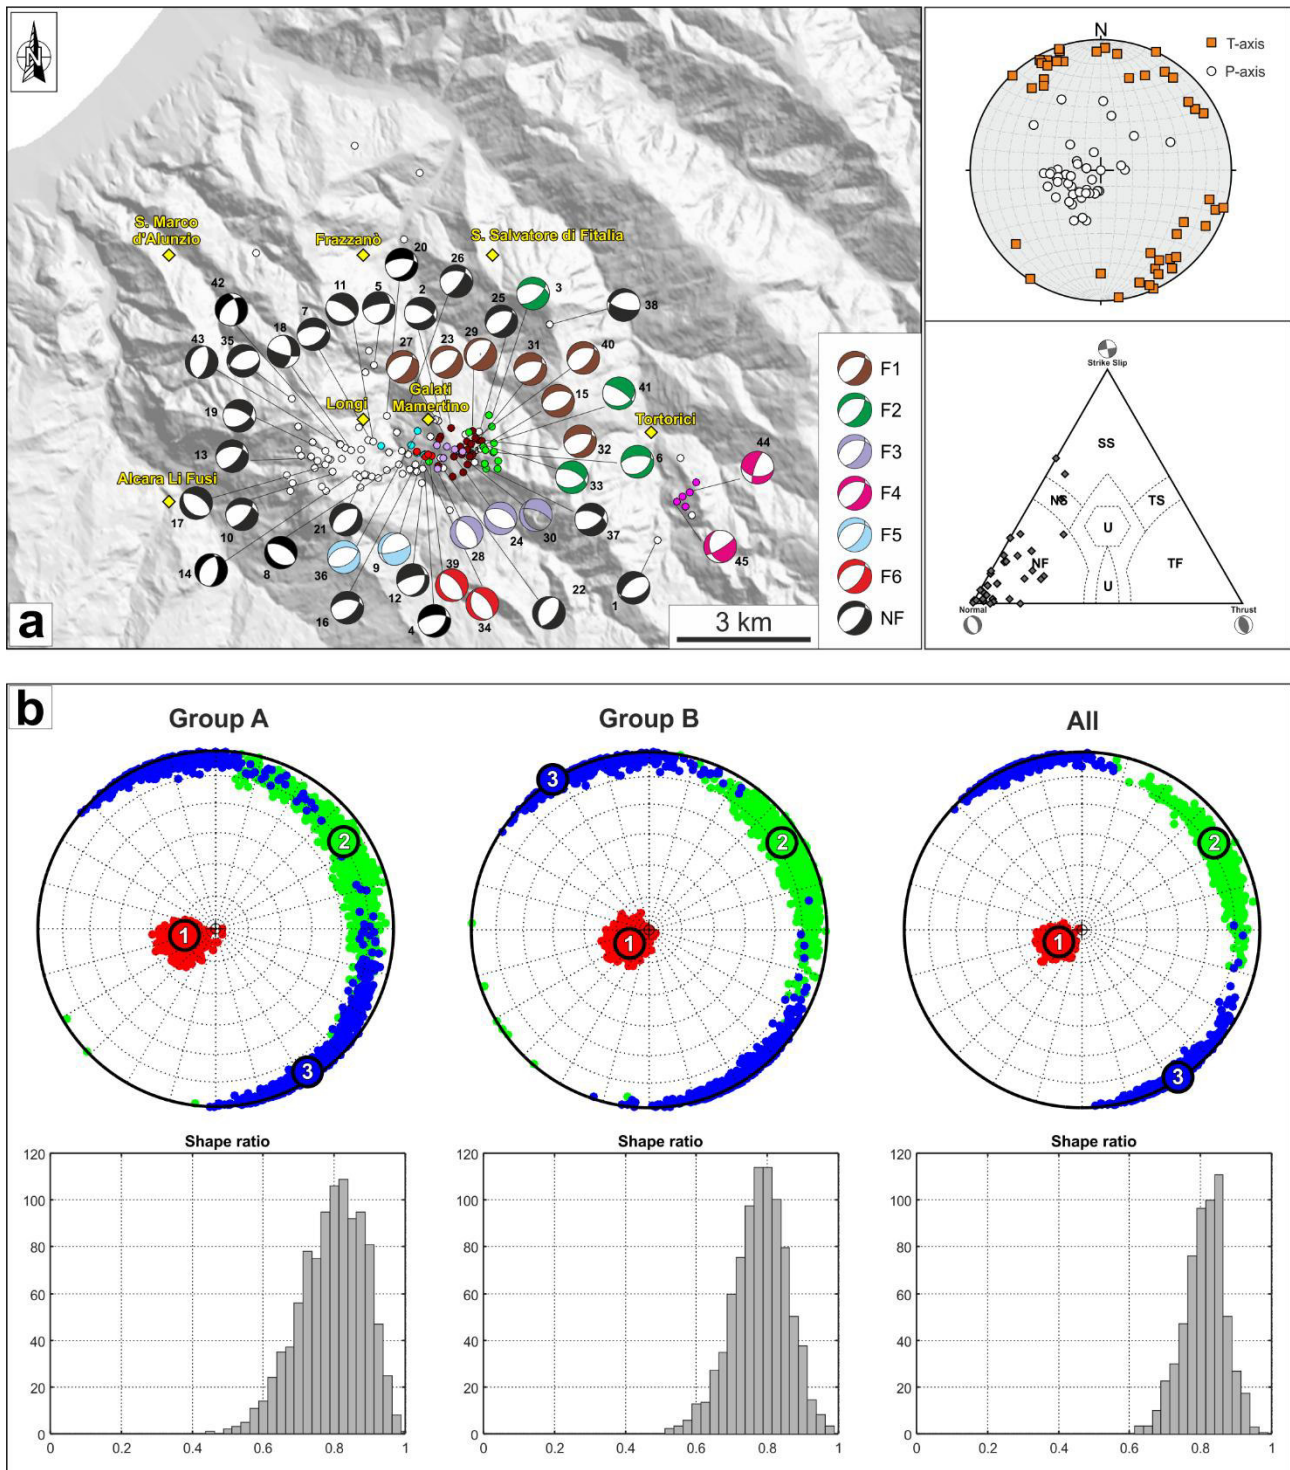 N
S. Marco
d'Alunzio
Frazzanò
20
26
S. Salvatore di Fitalia
42
11
5
2
3
7
25
38
43
35
18
27
23
29
31
40
Galati
Mamertino
15
41
Longi
19
Tortorici
44
13
32
6
Alcara Li Fusi
33
17
10
21
28
24
30
37
45
14
8
36
9
39
22
12
1
16
4
34
3 km
a
F1
F2
F3
F4
F5
F6
NF
N
T-axis
P-axis
Strike Slip
SS
NS
TS
U
NF
TF
U
Normal
Thrust
b
Group A
Group B
All
3
2
2
2
1
1
1
3
3
Shape ratio
Shape ratio
Shape ratio
120
100
80
60
40
20
0
0
0.2
0.4
0.6
0.8
1
120
100
80
60
40
20
0
0
0.2
0.4
0.6
0.8
1
120
100
80
60
40
20
0
0
0.2
0.4
0.6
0.8
1